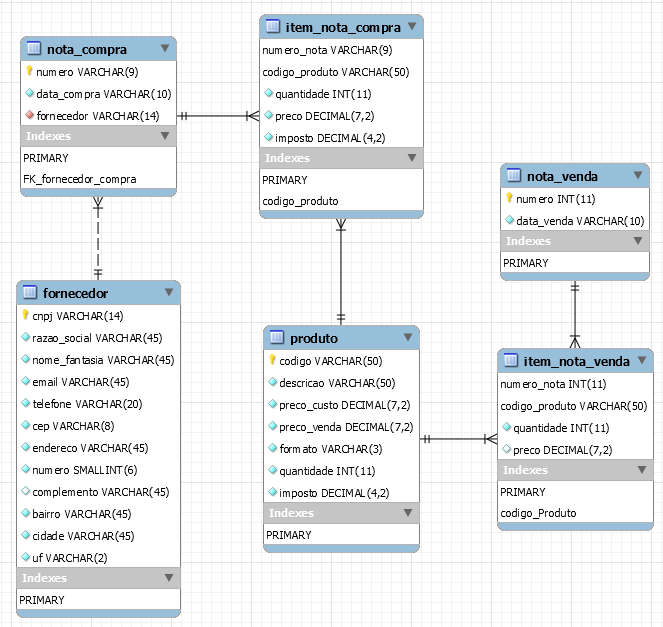 nota_compra
numero VARCHAR(9)
data_compra VARCHAR(10)
fornecedor VARCHAR(14)
Indexes
PRIMARY
FK_fornecedor_compra
item_nota_compra
numero_nota VARCHAR(9)
codigo_produto VARCHAR(50)
quantidade INT(11)
preco DECIMAL(7,2)
imposto DECIMAL(4,2)
Indexes
PRIMARY
codigo_produto
nota_venda
numero INT(11)
data_venda VARCHAR(10)
Indexes
PRIMARY
fornecedor
cnpj VARCHAR(14)
razao_social VARCHAR(45)
nome_fantasia VARCHAR(45)
email VARCHAR(45)
telefone VARCHAR(20)
cep VARCHAR(8)
endereco VARCHAR(45)
numero SMALLINT(6)
complemento VARCHAR(45)
bairro VARCHAR(45)
cidade VARCHAR(45)
uf VARCHAR(2)
Indexes
PRIMARY
produto
codigo VARCHAR(50)
descricao VARCHAR(50)
preco_custo DECIMAL(7,2)
preco_venda DECIMAL(7,2)
formato VARCHAR(3)
quantidade INT(11)
imposto DECIMAL(4,2)
Indexes
PRIMARY
item_nota_venda
numero_nota INT(11)
codigo_produto VARCHAR(50)
quantidade INT(11)
preco DECIMAL(7,2)
Indexes
PRIMARY
codigo_Produto